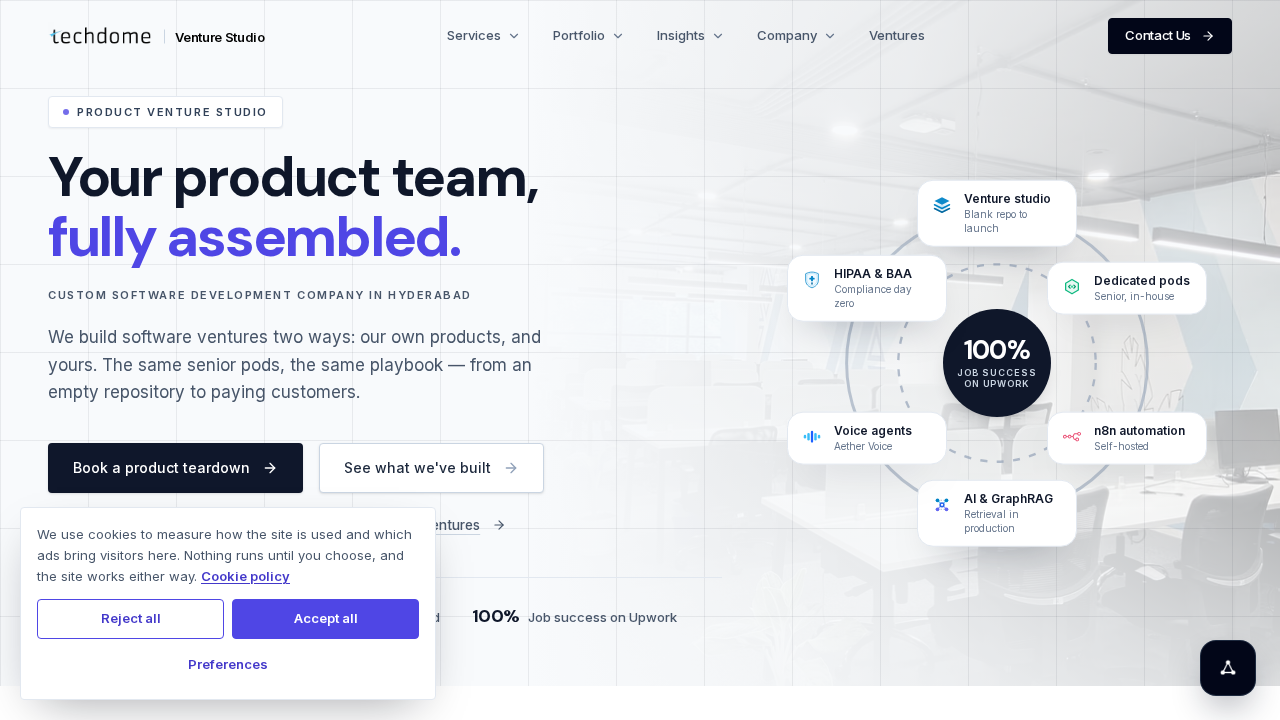 techdome
Venture Studio
Services
Portfolio
Insights
Company
Ventures
Contact Us
PRODUCT VENTURE STUDIO
Your product team,
fully assembled.
CUSTOM SOFTWARE DEVELOPMENT COMPANY IN HYDERABAD
We build software ventures two ways: our own products, and
yours. The same senior pods, the same playbook — from an
empty repository to paying customers.
Book a product teardown
See what we've built
Venture studio
Blank repo to
launch
HIPAA & BAA
Compliance day
zero
Dedicated pods
Senior, in-house
100%
JOB SUCCESS
ON UPWORK
Voice agents
Aether Voice
n8n automation
Self-hosted
AI & GraphRAG
Retrieval in
production
100% Job success on Upwork
We use cookies to measure how the site is used and which
ads bring visitors here. Nothing runs until you choose, and
the site works either way. Cookie policy
Reject all
Accept all
Preferences